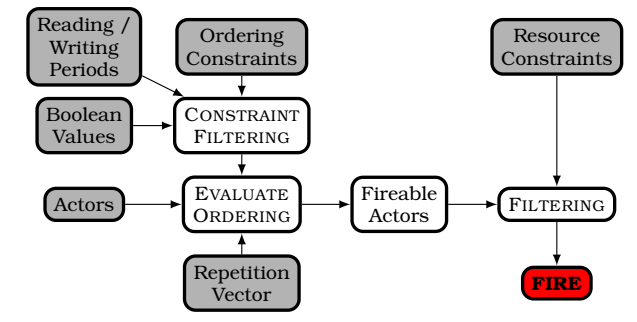 Reading /
Writing
Periods
Ordering
Constraints
Resource
Constraints
Boolean
Values
CONSTRAINT
FILTERING
Actors
EVALUATE
ORDERING
Fireable
Actors
FILTERING
Repetition
Vector
FIRE